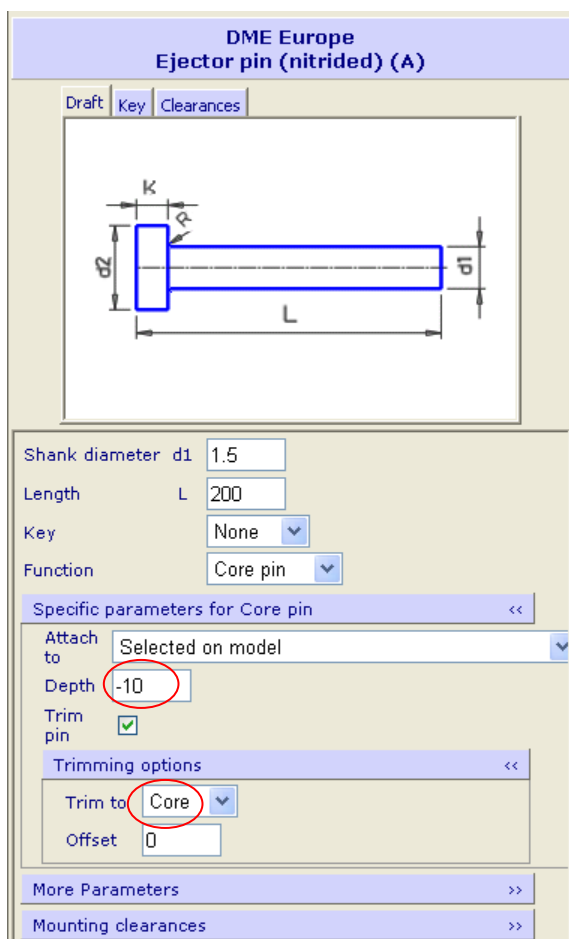 DME Europe
Ejector pin (nitrided) (A)
Draft Key Clearances
K
R
d2
d1
L
Shank diameter d1 1.5
Length L 200
Key None
Function Core pin
Specific parameters for Core pin <<
Attach to Selected on model
Depth -10
Trim pin
Trimming options <<
Trim to Core
Offset 0
More Parameters >>
Mounting clearances >>